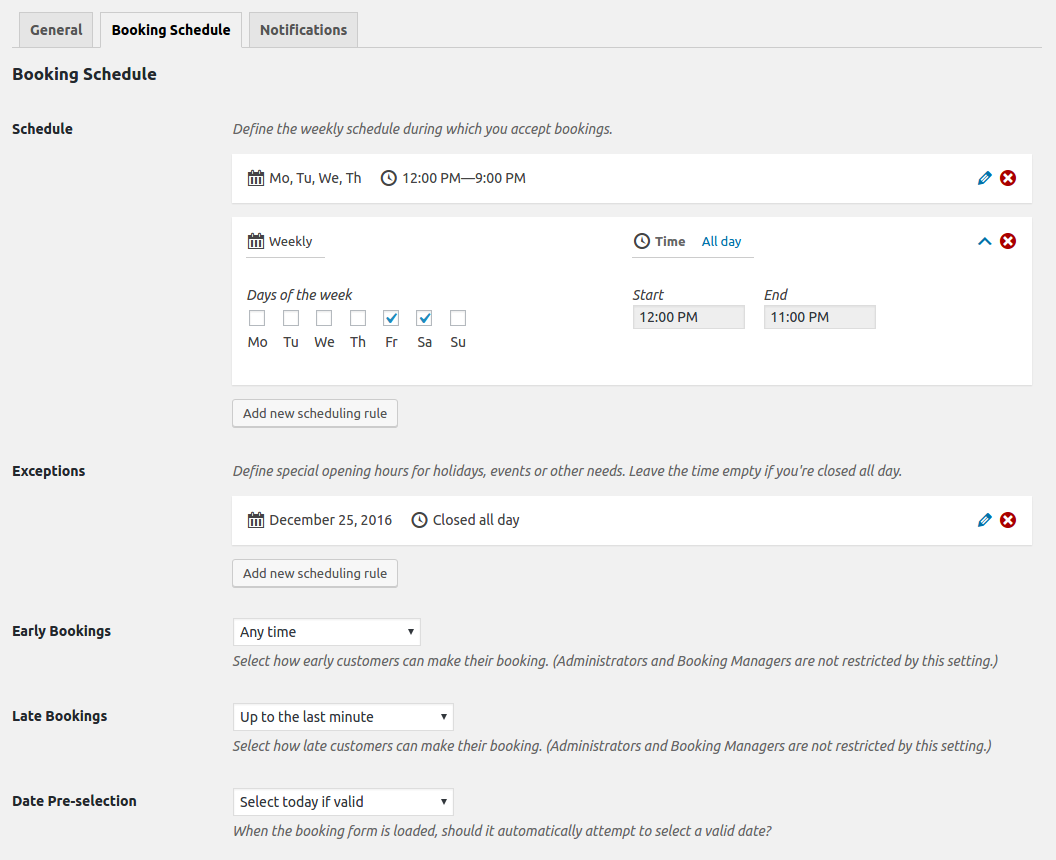 General Booking Schedule Notifications
Booking Schedule
Schedule
Define the weekly schedule during which you accept bookings.
Mo, Tu, We, Th 12:00 PM—9:00 PM
Weekly
Time All day
Days of the week
Mo Tu We Th Fr Sa Su
Start End
12:00 PM 11:00 PM
Add new scheduling rule
Exceptions
Define special opening hours for holidays, events or other needs. Leave the time empty if you're closed all day.
December 25, 2016 Closed all day
Add new scheduling rule
Early Bookings
Any time
Select how early customers can make their booking. (Administrators and Booking Managers are not restricted by this setting.)
Late Bookings
Up to the last minute
Select how late customers can make their booking. (Administrators and Booking Managers are not restricted by this setting.)
Date Pre-selection
Select today if valid
When the booking form is loaded, should it automatically attempt to select a valid date?